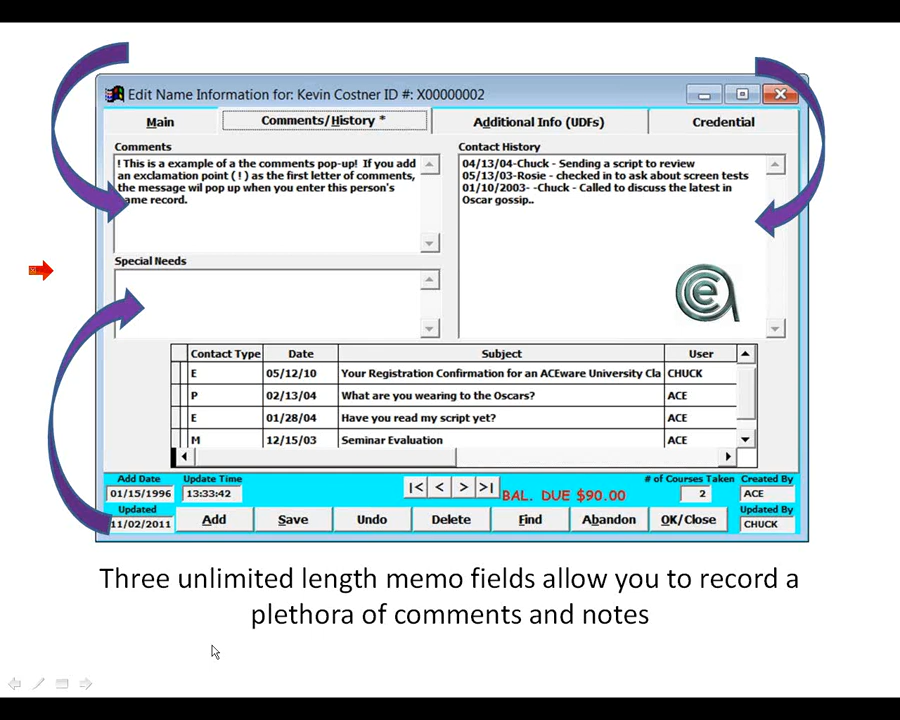 Edit Name Information for: Kevin Costner ID #: X00000002
Main
Comments/History *
Additional Info (UDFs)
Credential
Comments
! This is a example of a the comments pop-up! If you add
an exclamation point ( ! ) as the first letter of comments,
the message wil pop up when you enter this person's
ame record.
Contact History
04/13/04-Chuck - Sending a script to review
05/13/03-Rosie - checked in to ask about screen tests
01/10/2003- -Chuck - Called to discuss the latest in
Oscar gossip..
Special Needs
Contact Type Date Subject User
E 05/12/10 Your Registration Confirmation for an ACEware University Cla CHUCK
P 02/13/04 What are you wearing to the Oscars? ACE
E 01/28/04 Have you read my script yet? ACE
M 12/15/03 Seminar Evaluation ACE
Add Date Update Time # of Courses Taken Created By
01/15/1996 13:33:42 |< < > >| BAL. DUE $90.00 2 ACE
Updated Updated By
11/02/2011 Add Save Undo Delete Find Abandon OK/Close CHUCK
Three unlimited length memo fields allow you to record a
plethora of comments and notes